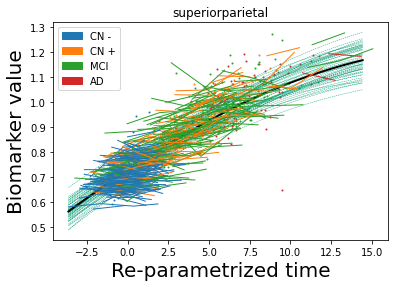 superiorparietal
CN -
CN +
MCI
AD
Biomarker value
1.3
1.2
1.1
1.0
0.9
0.8
0.7
0.6
0.5
−2.5 0.0 2.5 5.0 7.5 10.0 12.5 15.0
Re-parametrized time